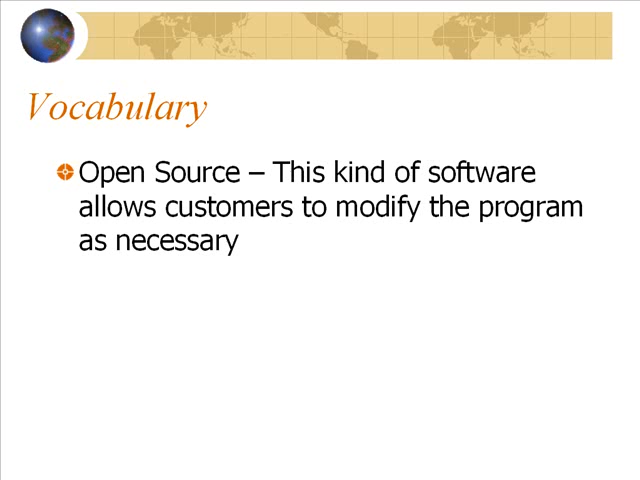 Vocabulary
Open Source – This kind of software
allows customers to modify the program
as necessary